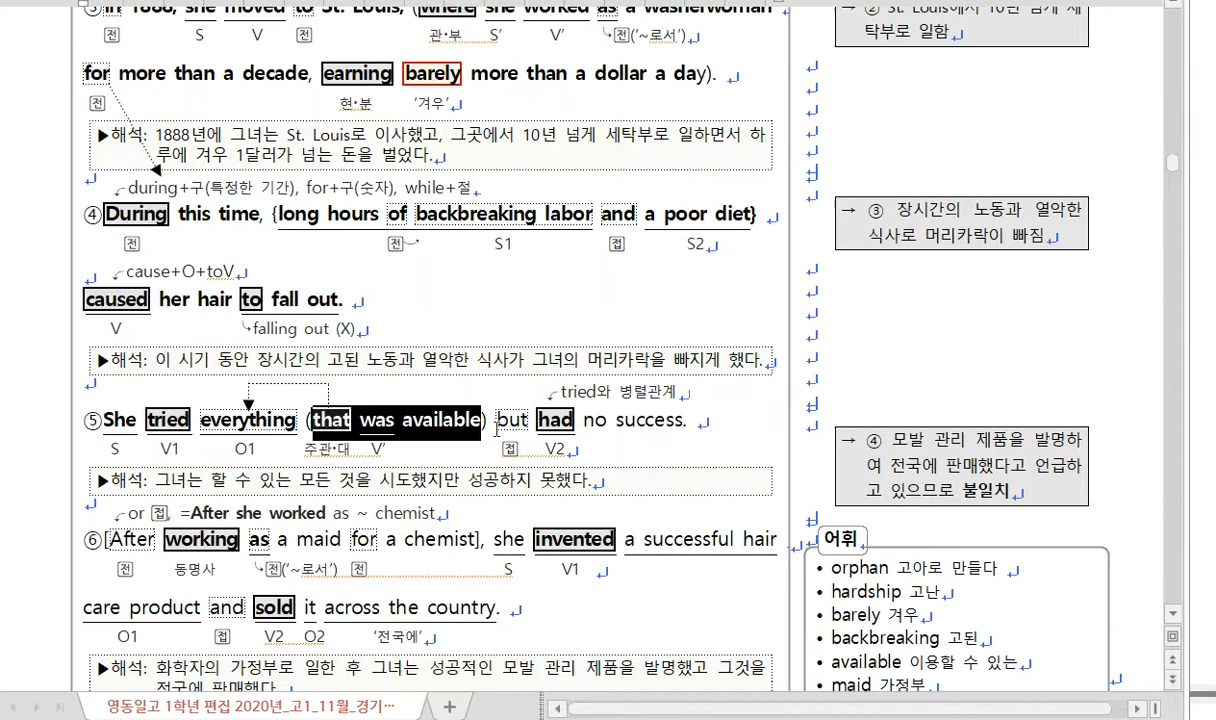 ③In 1888, she moved to St. Louis, (where she worked as a washerwoman
전 S V 전 관·부 S' V' 전('~로서')
for more than a decade, earning barely more than a dollar a day).
전 현·분 '겨우'
▶해석: 1888년에 그녀는 St. Louis로 이사했고, 그곳에서 10년 넘게 세탁부로 일하면서 하
루에 겨우 1달러가 넘는 돈을 벌었다.
during+구(특정한 기간), for+구(숫자), while+절
④During this time, {long hours of backbreaking labor and a poor diet}
전 전 S1 접 S2
cause+O+toV
caused her hair to fall out.
V falling out (X)
▶해석: 이 시기 동안 장시간의 고된 노동과 열악한 식사가 그녀의 머리카락을 빠지게 했다.
tried와 병렬관계
⑤She tried everything (that was available) but had no success.
S V1 O1 주관·대 V' 접 V2
▶해석: 그녀는 할 수 있는 모든 것을 시도했지만 성공하지 못했다.
or 접, =After she worked as ~ chemist
⑥[After working as a maid for a chemist], she invented a successful hair
전 동명사 전('~로서') 전 S V1
care product and sold it across the country.
O1 접 V2 O2 '전국에'
▶해석: 화학자의 가정부로 일한 후 그녀는 성공적인 모발 관리 제품을 발명했고 그것을
전국에 판매했다.
→ ② St. Louis에서 10년 넘게 세
탁부로 일함
→ ③ 장시간의 노동과 열악한
식사로 머리카락이 빠짐
→ ④ 모발 관리 제품을 발명하
여 전국에 판매했다고 언급하
고 있으므로 불일치
어휘
• orphan 고아로 만들다
• hardship 고난
• barely 겨우
• backbreaking 고된
• available 이용할 수 있는
• maid 가정부
영동일고 1학년 편집 2020년_고1_11월_경기···